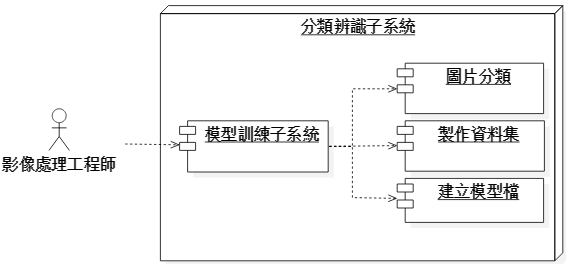 分類辨識子系統
圖片分類
影像處理工程師
模型訓練子系統
製作資料集
建立模型檔